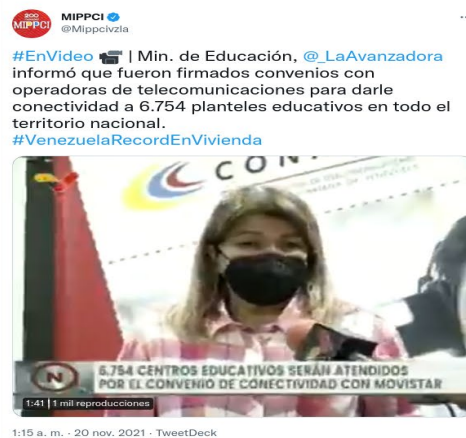 MIPPCI
@Mippcivzla
#EnVideo | Min. de Educación, @_LaAvanzadora
informó que fueron firmados convenios con
operadoras de telecomunicaciones para darle
conectividad a 6.754 planteles educativos en todo el
territorio nacional.
#VenezuelaRecordEnVivienda
CON
N
6.754 CENTROS EDUCATIVOS SERÁN ATENDIDOS
POR EL CONVENIO DE CONECTIVIDAD CON MOVISTAR
1:41 | 1 mil reproducciones
1:15 a. m. · 20 nov. 2021 · TweetDeck